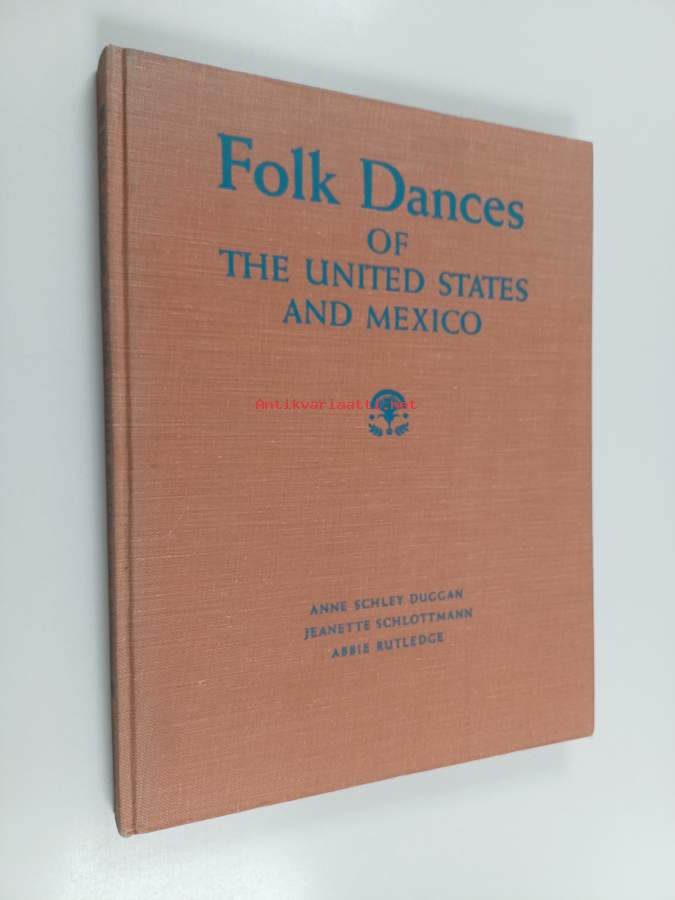 Folk Dances
OF
THE UNITED STATES
AND MEXICO
Antikvariaatti.net
ANNE SCHLEY DUGGAN
JEANETTE SCHLOTTMANN
ABBIE RUTLEDGE